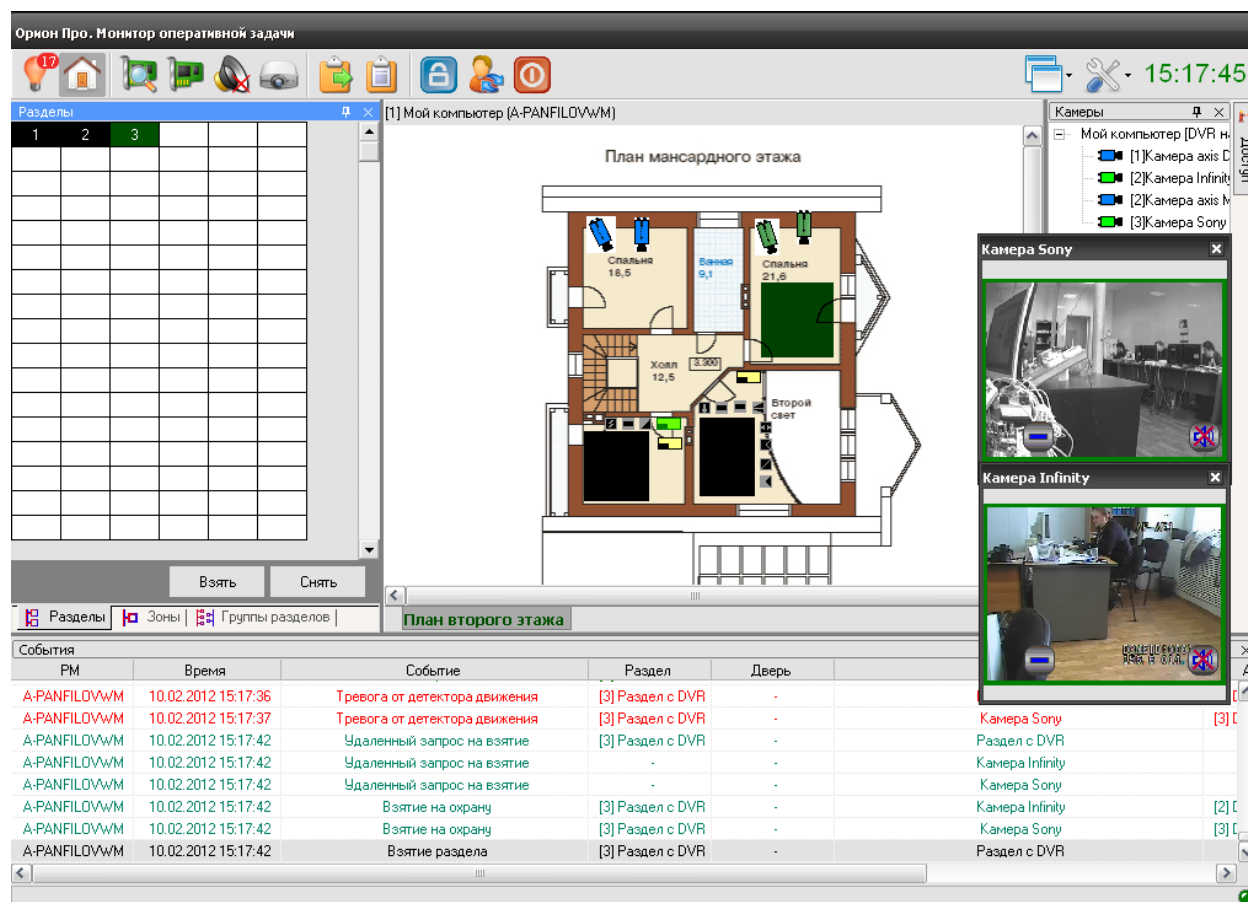 Орион Про. Монитор оперативной задачи
17
15:17:45
Разделы
[1] Мой компьютер (A-PANFILOVWM)
Камеры
Доступ
1 2 3
Мой компьютер [DVR н
[1]Камера axis D
[2]Камера Infinity
[2]Камера axis M
[3]Камера Sony
План мансардного этажа
Спальня
18,5
Ванная
9,1
Спальня
21,6
Холл
12,5
3.300
Второй
свет
Камера Sony
Камера Infinity
Взять Снять
Разделы Зоны Группы разделов
План второго этажа
События
РМ Время Событие Раздел Дверь
A-PANFILOVWM 10.02.2012 15:17:36 Тревога от детектора движения [3] Раздел с DVR -
A-PANFILOVWM 10.02.2012 15:17:37 Тревога от детектора движения [3] Раздел с DVR - Камера Sony [3] D
A-PANFILOVWM 10.02.2012 15:17:42 Удаленный запрос на взятие [3] Раздел с DVR - Раздел с DVR
A-PANFILOVWM 10.02.2012 15:17:42 Удаленный запрос на взятие - - Камера Infinity
A-PANFILOVWM 10.02.2012 15:17:42 Удаленный запрос на взятие - - Камера Sony
A-PANFILOVWM 10.02.2012 15:17:42 Взятие на охрану [3] Раздел с DVR - Камера Infinity [2] D
A-PANFILOVWM 10.02.2012 15:17:42 Взятие на охрану [3] Раздел с DVR - Камера Sony [3] D
A-PANFILOVWM 10.02.2012 15:17:42 Взятие раздела [3] Раздел с DVR - Раздел с DVR